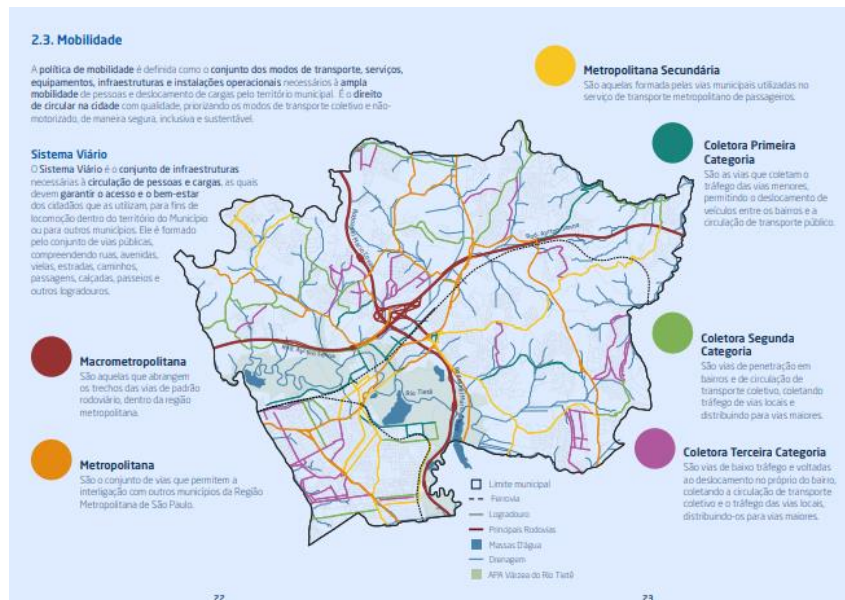 2.3. Mobilidade
A política de mobilidade é definida como o conjunto dos modos de transporte, serviços,
equipamentos, infraestruturas e instalações operacionais necessários à ampla
mobilidade de pessoas e deslocamento de cargas pelo território municipal. É o direito
de circular na cidade com qualidade, priorizando os modos de transporte coletivo e não-
motorizado, de maneira segura, inclusiva e sustentável.
Sistema Viário
O Sistema Viário é o conjunto de infraestruturas
necessárias à circulação de pessoas e cargas, as quais
devem garantir o acesso e o bem-estar
dos cidadãos que as utilizam, para fins de
locomoção dentro do território do Município
ou para outros municípios. Ele é formado
pelo conjunto de vias públicas,
compreendendo ruas, avenidas,
vielas, estradas, caminhos,
passagens, calçadas, passeios e
outros logradouros.
Macrometropolitana
São aquelas que abrangem
os trechos das vias de padrão
rodoviário, dentro da região
metropolitana.
Metropolitana
São o conjunto de vias que permitem a
interligação com outros municípios da Região
Metropolitana de São Paulo.
Rod. Ayrton Senna
Rod. Ayrton Senna
Rio Tietê
Limite municipal
Ferrovia
Logradouro
Principais Rodovias
Massas D'água
Drenagem
APA Várzea do Rio Tietê
Metropolitana Secundária
São aquelas formada pelas vias municipais utilizadas no
serviço de transporte metropolitano de passageiros.
Coletora Primeira
Categoria
São as vias que coletam o
tráfego das vias menores,
permitindo o deslocamento de
veículos entre os bairros e a
circulação de transporte público.
Coletora Segunda
Categoria
São vias de penetração em
bairros e de circulação de
transporte coletivo, coletando
tráfego de vias locais e
distribuindo para vias maiores.
Coletora Terceira Categoria
São vias de baixo tráfego e voltadas
ao deslocamento no próprio do bairro,
coletando a circulação de transporte
coletivo e o tráfego das vias locais,
distribuindo-os para vias maiores.
22
23